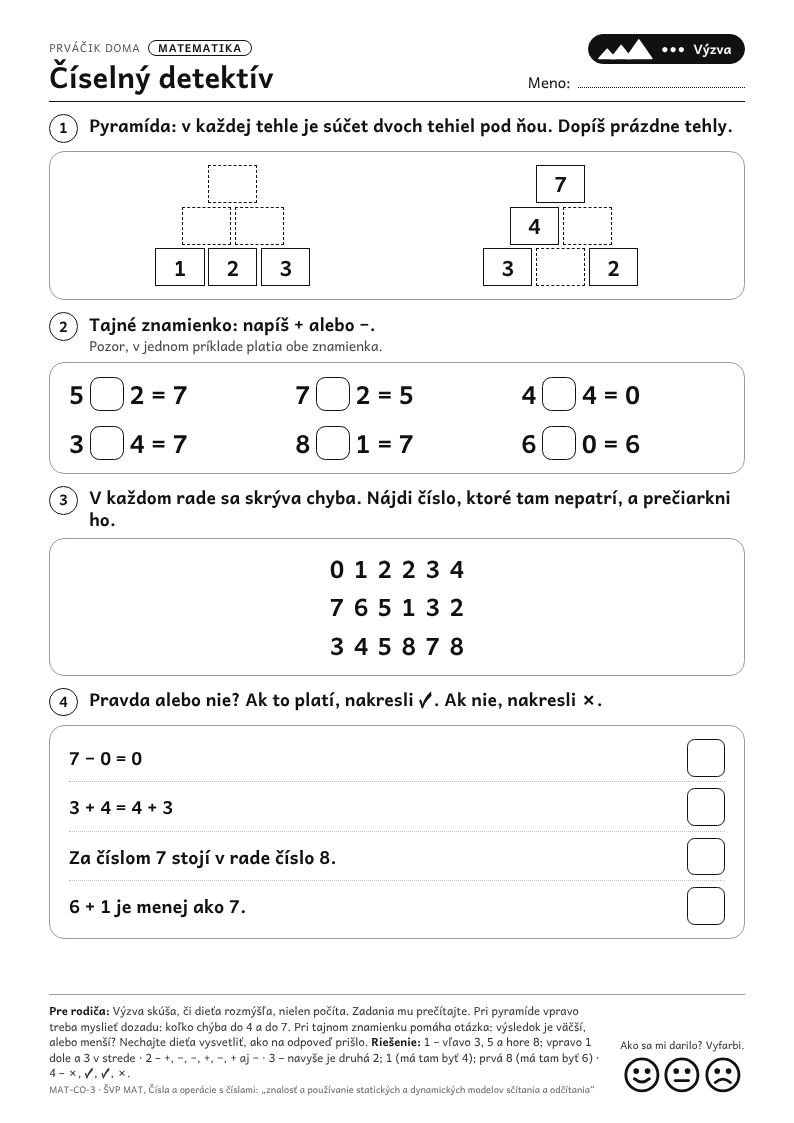 PRVÁČIK DOMA MATEMATIKA
••• Výzva
Číselný detektív
Meno:
1 Pyramída: v každej tehle je súčet dvoch tehiel pod ňou. Dopíš prázdne tehly.
7
4
1 2 3 3 2
2 Tajné znamienko: napíš + alebo −.
Pozor, v jednom príklade platia obe znamienka.
5 2 = 7 7 2 = 5 4 4 = 0
3 4 = 7 8 1 = 7 6 0 = 6
3 V každom rade sa skrýva chyba. Nájdi číslo, ktoré tam nepatrí, a prečiarkni
ho.
0 1 2 2 3 4
7 6 5 1 3 2
3 4 5 8 7 8
4 Pravda alebo nie? Ak to platí, nakresli ✓. Ak nie, nakresli ×.
7 − 0 = 0
3 + 4 = 4 + 3
Za číslom 7 stojí v rade číslo 8.
6 + 1 je menej ako 7.
Pre rodiča: Výzva skúša, či dieťa rozmýšľa, nielen počíta. Zadania mu prečítajte. Pri pyramíde vpravo
treba myslieť dozadu: koľko chýba do 4 a do 7. Pri tajnom znamienku pomáha otázka: výsledok je väčší,
alebo menší? Nechajte dieťa vysvetliť, ako na odpoveď prišlo. Riešenie: 1 – vľavo 3, 5 a hore 8; vpravo 1
dole a 3 v strede · 2 – +, −, −, +, −, + aj − · 3 – navyše je druhá 2; 1 (má tam byť 4); prvá 8 (má tam byť 6) ·
4 – ×, ✓, ✓, ×.
MAT-CO-3 · ŠVP MAT, Čísla a operácie s číslami: „znalosť a používanie statických a dynamických modelov sčítania a odčítania“
Ako sa mi darilo? Vyfarbi.